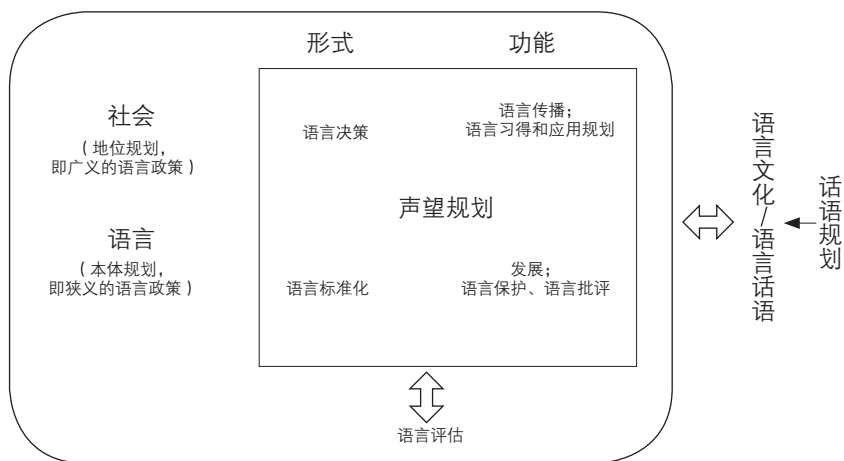 形式
功能
社会
（地位规划，
即广义的语言政策）
语言决策
语言传播；
语言习得和应用规划
声望规划
语言
（本体规划，
即狭义的语言政策）
语言标准化
发展；
语言保护、语言批评
语言评估
语言文化/语言话语
话语规划